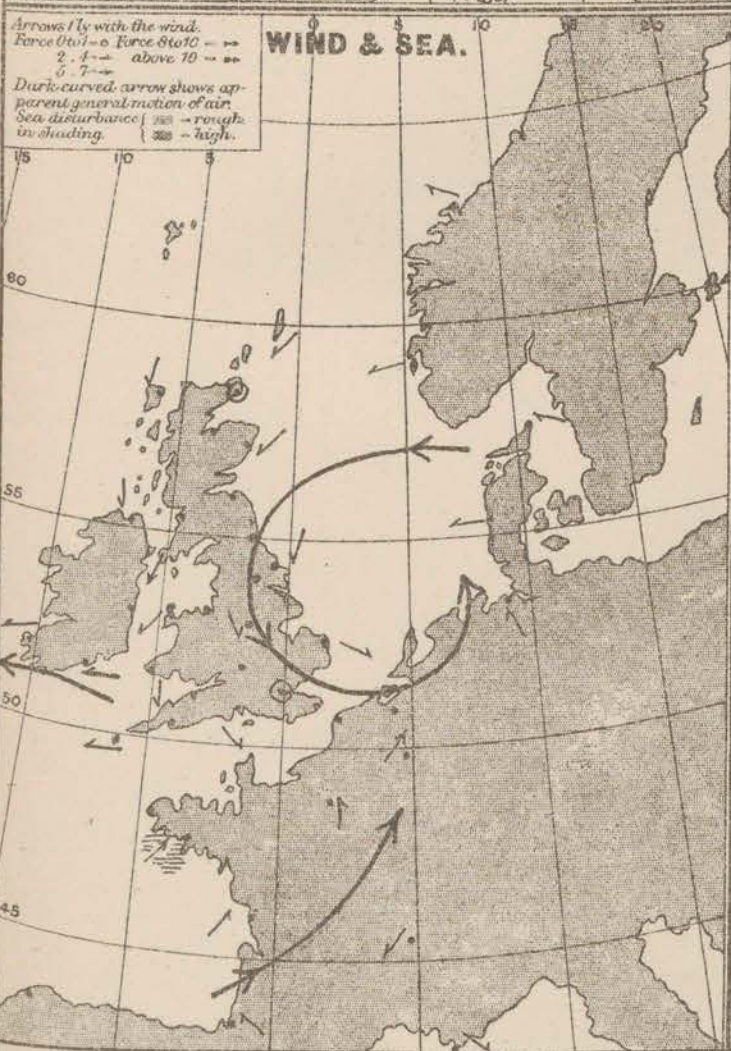 Arrows fly with the wind.
Force 0 to 1 Force 8 to 10
2 . 4 above 10
5 . 7
Dark curved arrow shows ap-
parent general motion of air.
Sea disturbance { rough
in shading. { high.
WIND & SEA.
0 5 10 15 20
15 10 5
60
55
50
45